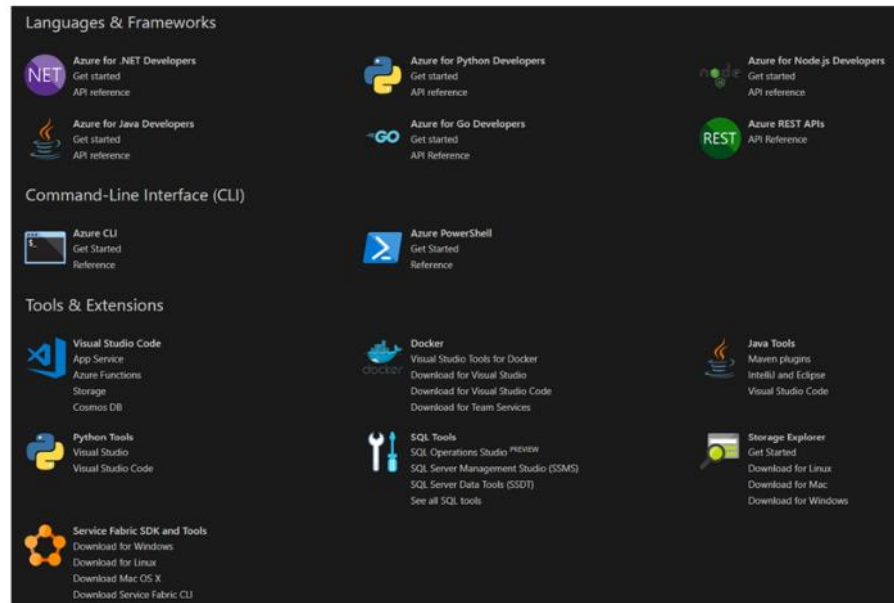 Languages & Frameworks
NET
Azure for .NET Developers
Get started
API reference
Azure for Python Developers
Get started
API reference
node
Azure for Node.js Developers
Get started
API reference
Azure for Java Developers
Get started
API reference
GO
Azure for Go Developers
Get started
API Reference
REST
Azure REST APIs
API Reference
Command-Line Interface (CLI)
$_
Azure CLI
Get Started
Reference
Azure PowerShell
Get Started
Reference
Tools & Extensions
Visual Studio Code
App Service
Azure Functions
Storage
Cosmos DB
docker
Docker
Visual Studio Tools for Docker
Download for Visual Studio
Download for Visual Studio Code
Download for Team Services
Java Tools
Maven plugins
IntelliJ and Eclipse
Visual Studio Code
Python Tools
Visual Studio
Visual Studio Code
SQL Tools
SQL Operations Studio PREVIEW
SQL Server Management Studio (SSMS)
SQL Server Data Tools (SSDT)
See all SQL tools
Storage Explorer
Get Started
Download for Linux
Download for Mac
Download for Windows
Service Fabric SDK and Tools
Download for Windows
Download for Linux
Download Mac OS X
Download Service Fabric CLI